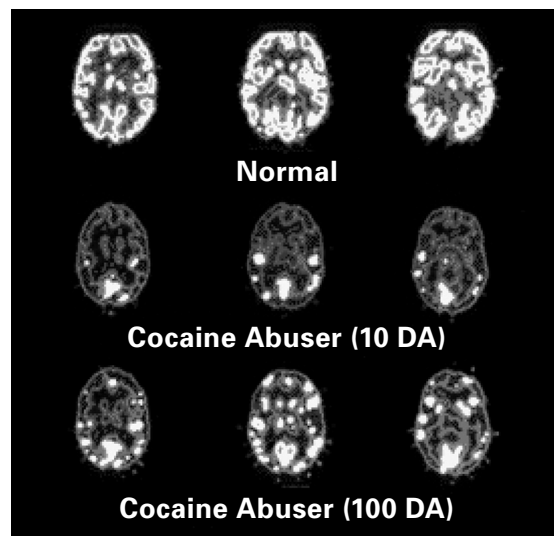 Normal
Cocaine Abuser (10 DA)
Cocaine Abuser (100 DA)